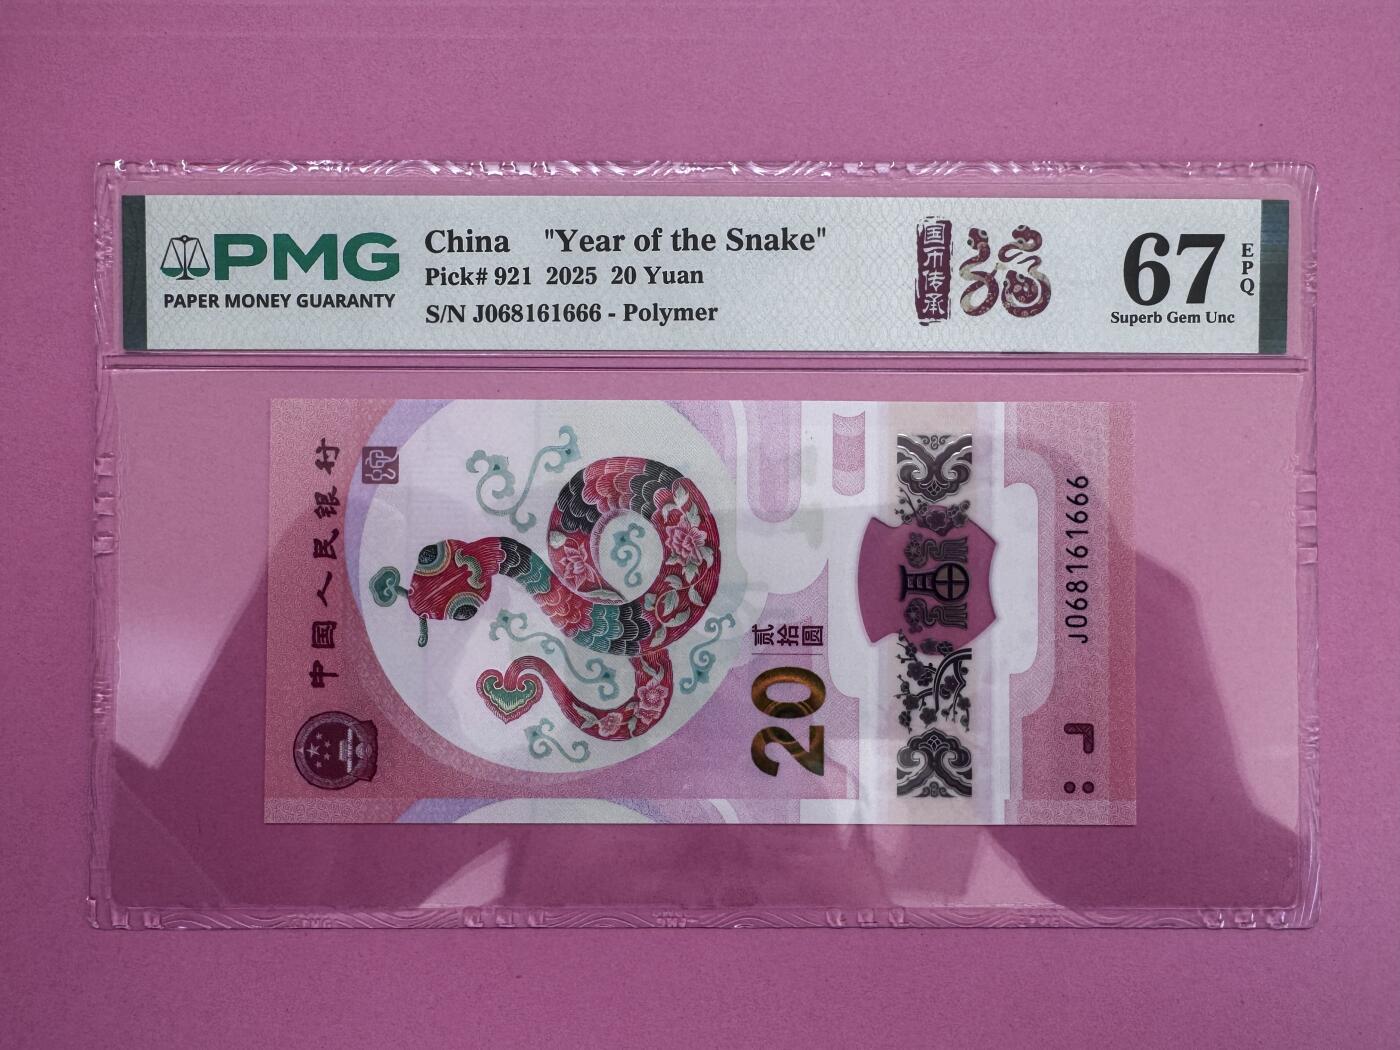 PMG
PAPER MONEY GUARANTY
China "Year of the Snake"
Pick# 921 2025 20 Yuan
S/N J068161666 - Polymer
国币传承
67
EPQ
Superb Gem Unc
中国人民银行
贰拾圆
20
J068161666